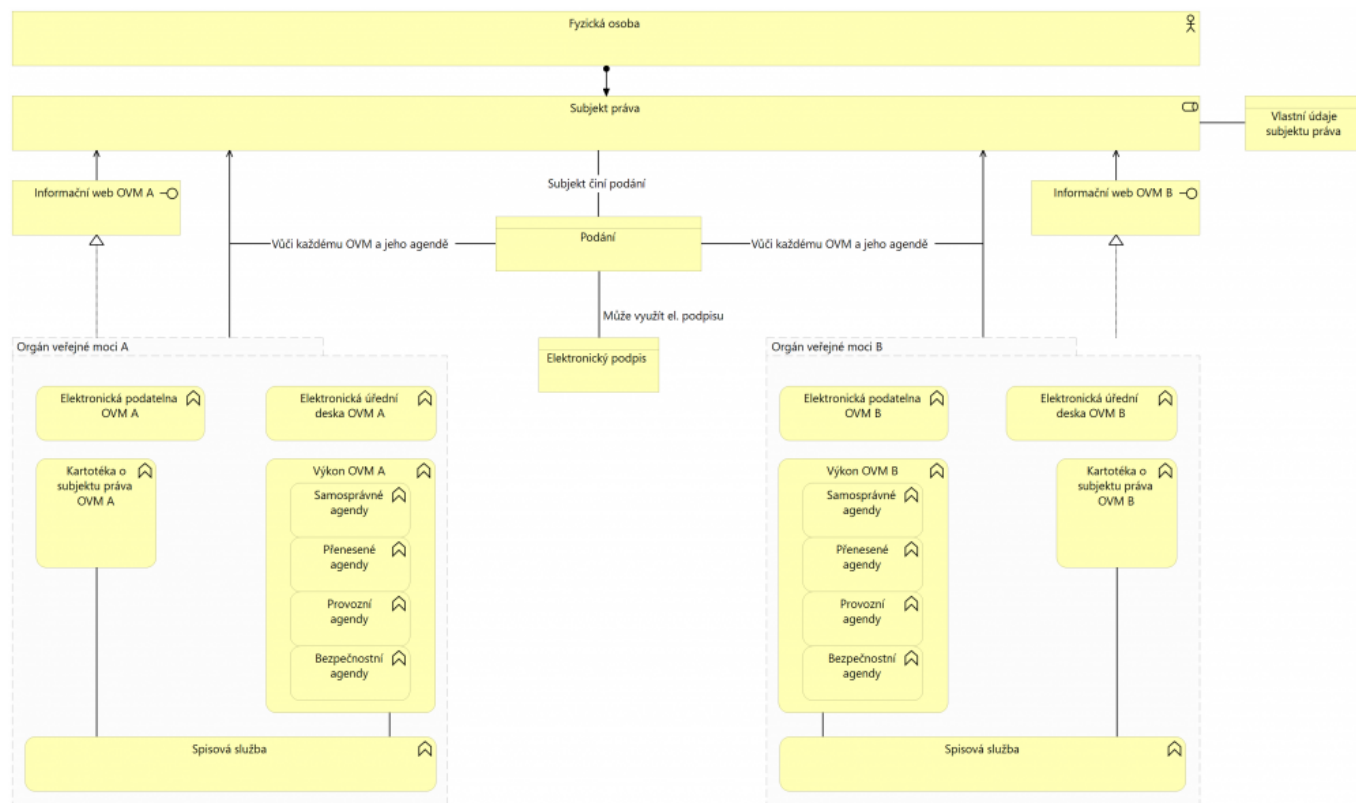 Fyzická osoba
Subjekt práva
Vlastní údaje
subjektu práva
Informační web OVM A
Subjekt činí podání
Informační web OVM B
Vůči každému OVM a jeho agendě
Podání
Vůči každému OVM a jeho agendě
Může využít el. podpisu
Elektronický podpis
Orgán veřejné moci A
Elektronická podatelna
OVM A
Elektronická úřední
deska OVM A
Kartotéka o
subjektu práva
OVM A
Výkon OVM A
Samosprávné
agendy
Přenesené
agendy
Provozní
agendy
Bezpečnostní
agendy
Spisová služba
Orgán veřejné moci B
Elektronická podatelna
OVM B
Elektronická úřední
deska OVM B
Výkon OVM B
Samosprávné
agendy
Přenesené
agendy
Provozní
agendy
Bezpečnostní
agendy
Kartotéka o
subjektu práva
OVM B
Spisová služba